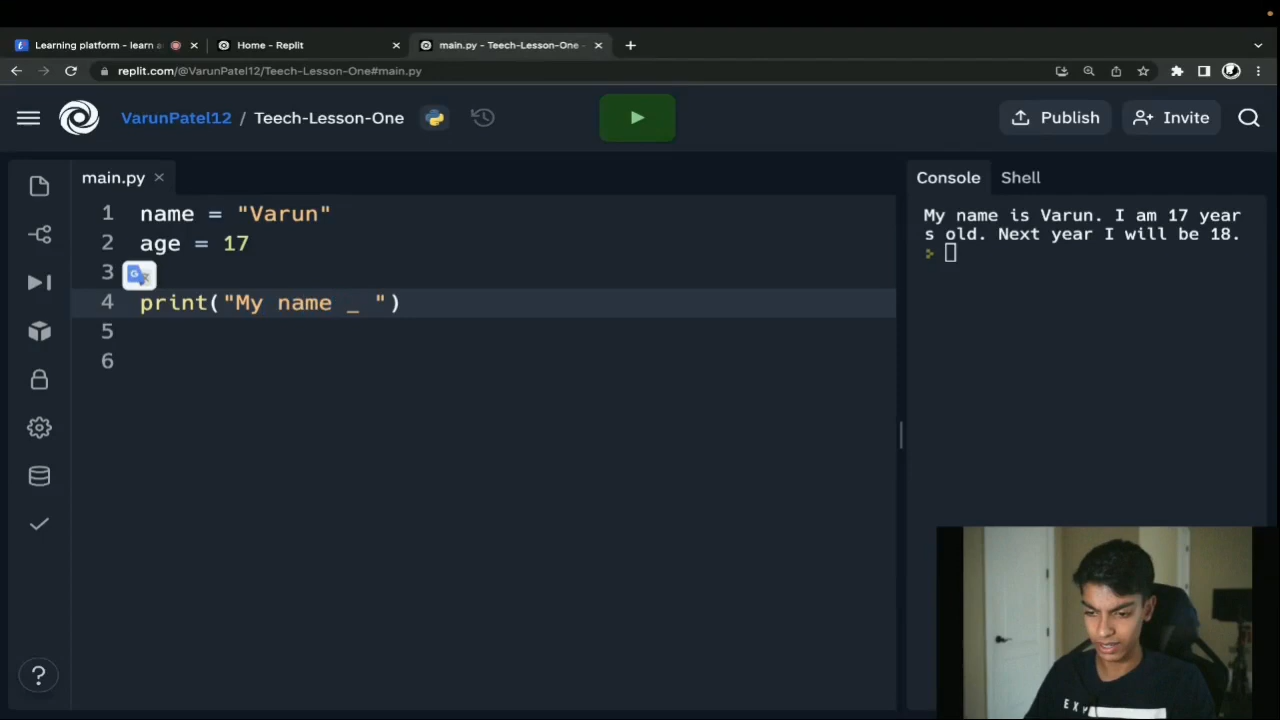 Learning platform - learn a
Home - Replit
main.py - Teech-Lesson-One -
replit.com/@VarunPatel12/Teech-Lesson-One#main.py
VarunPatel12 / Teech-Lesson-One
Publish
Invite
main.py
Console
Shell
1 name = "Varun"
2 age = 17
3
4 print("My name _ ")
5
6
My name is Varun. I am 17 year
s old. Next year I will be 18.